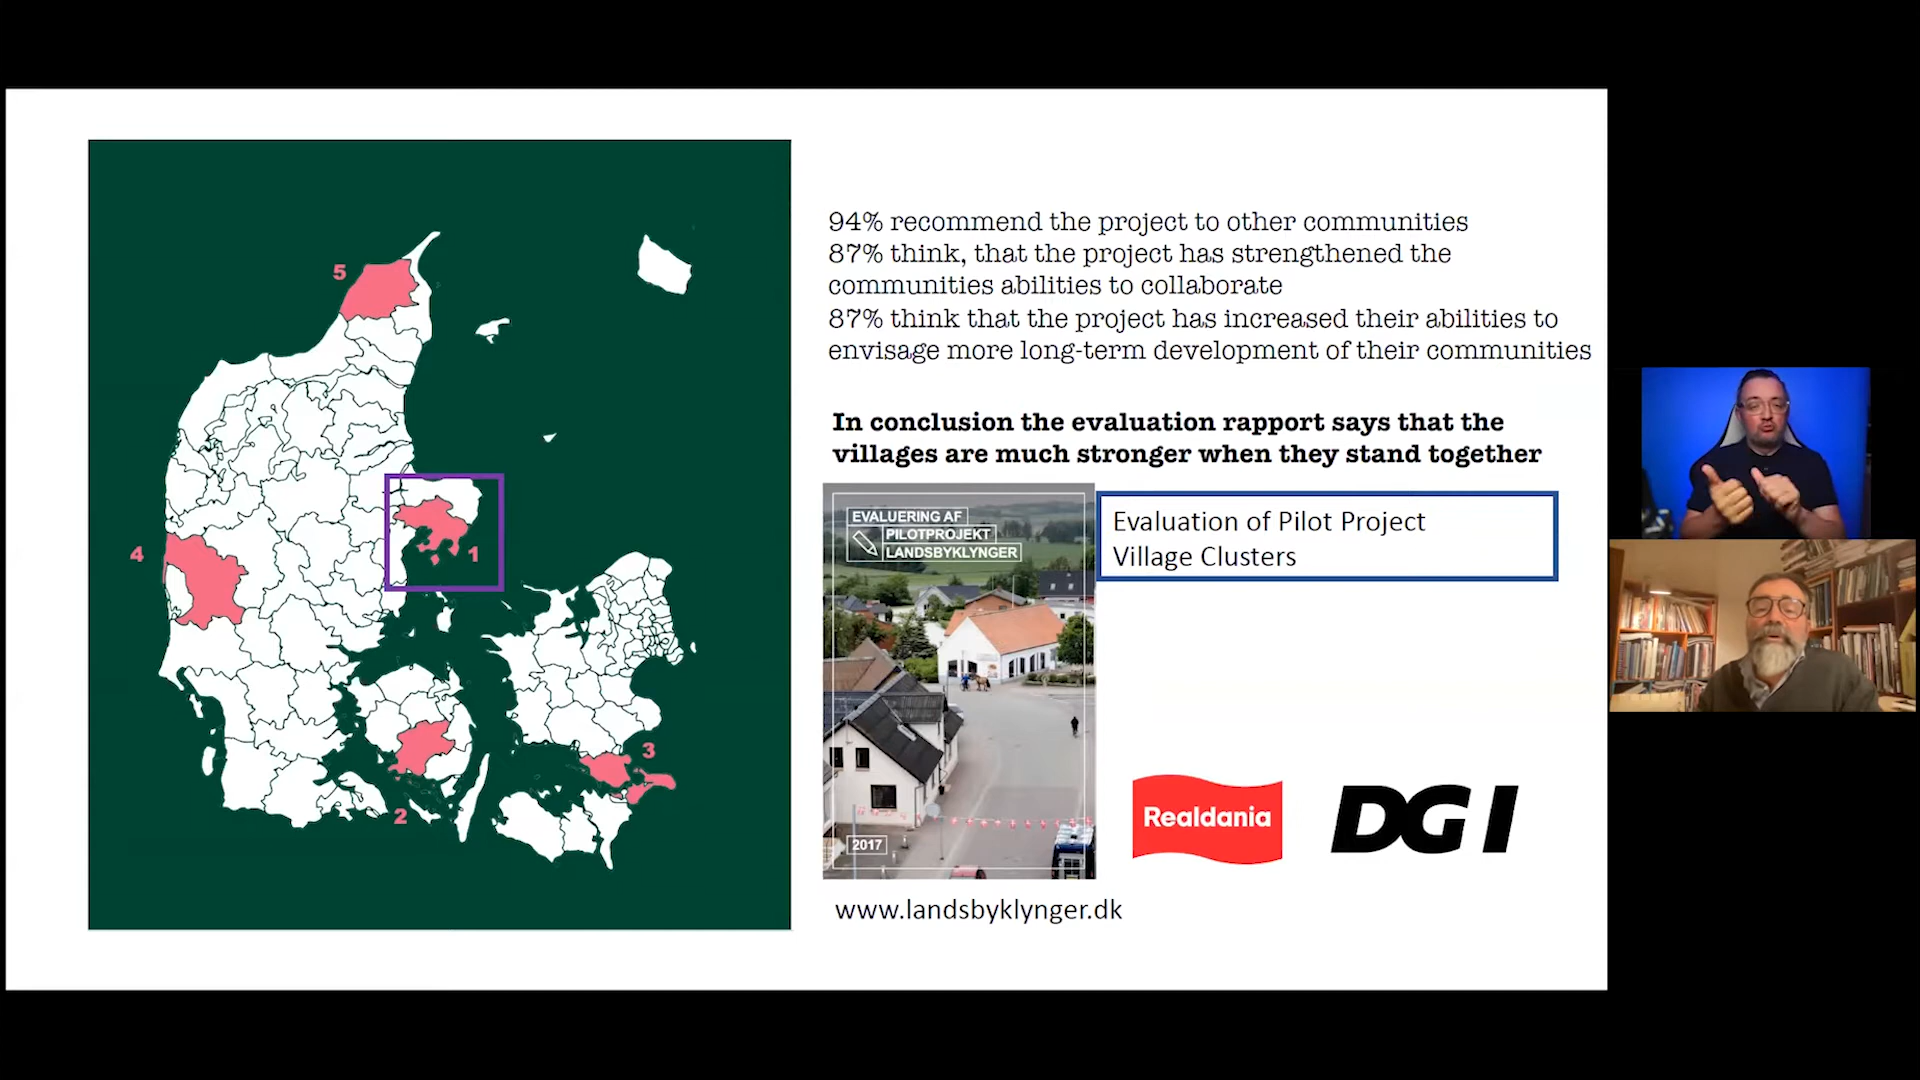 94% recommend the project to other communities
87% think, that the project has strengthened the
communities abilities to collaborate
87% think that the project has increased their abilities to
envisage more long-term development of their communities
In conclusion the evaluation rapport says that the
villages are much stronger when they stand together
5
4
1
3
2
EVALUERING AF
PILOTPROJEKT
LANDSBYKLYNGER
2017
Evaluation of Pilot Project
Village Clusters
Realdania
DGI
www.landsbyklynger.dk